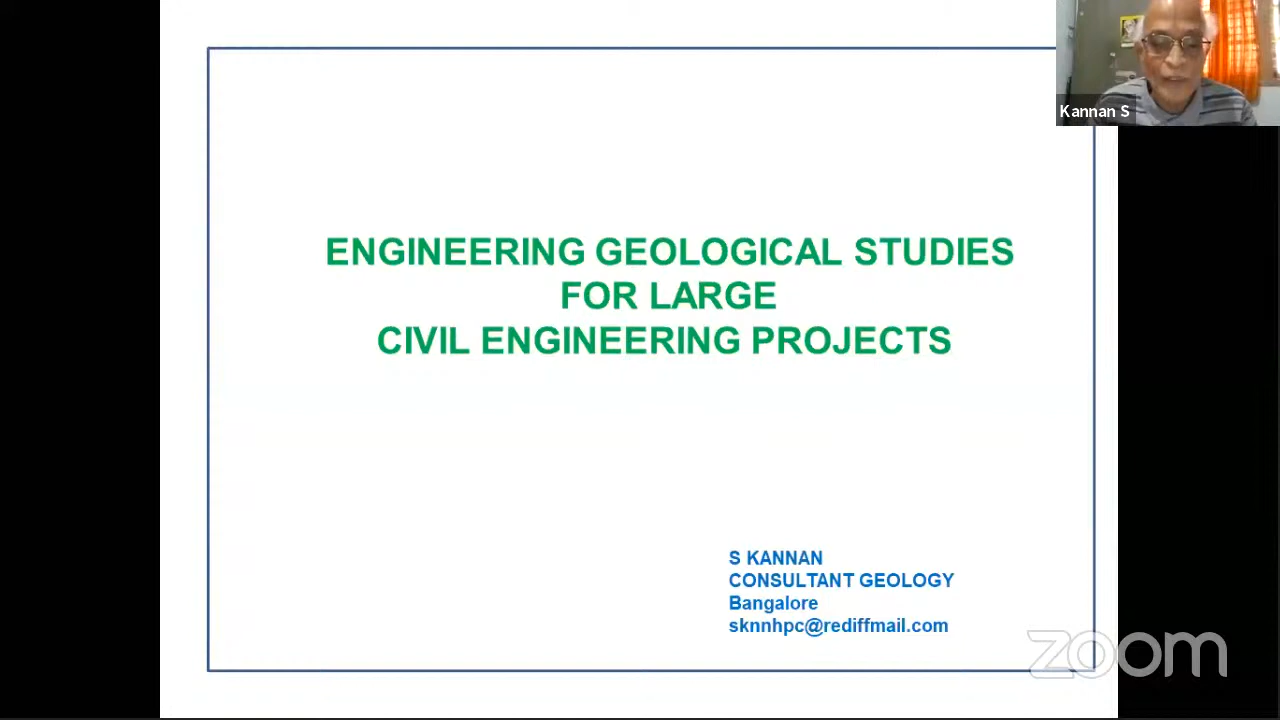 Kannan S
ENGINEERING GEOLOGICAL STUDIES
FOR LARGE
CIVIL ENGINEERING PROJECTS
S KANNAN
CONSULTANT GEOLOGY
Bangalore
sknnhpc@rediffmail.com
zoom